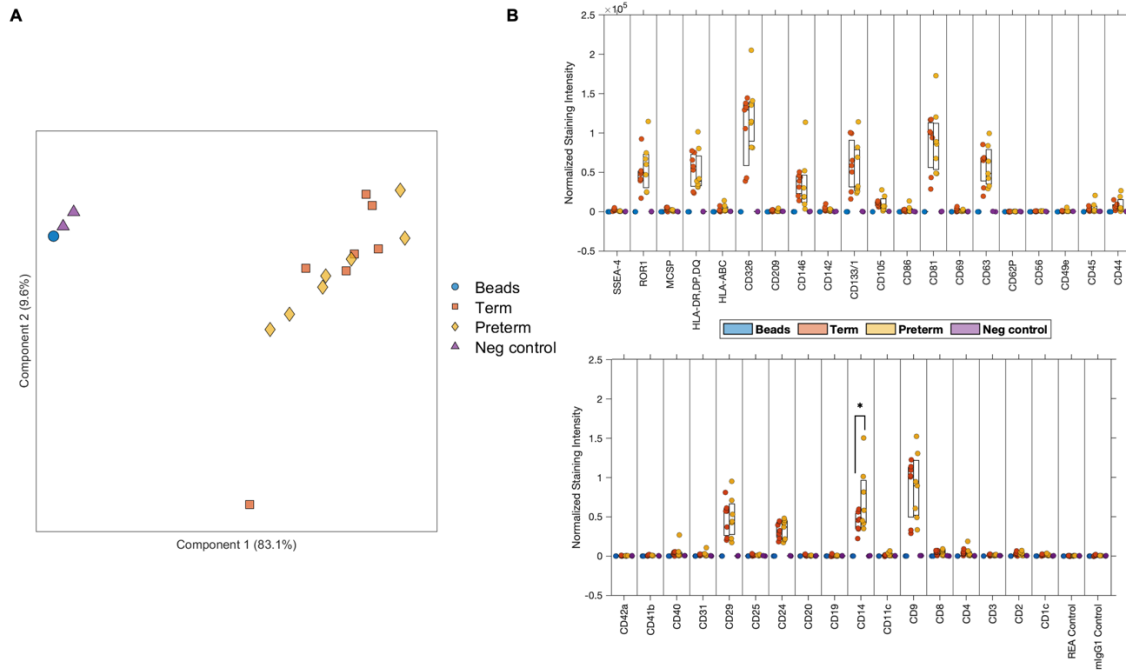 A
Component 2 (9.6%)
Component 1 (83.1%)
Beads
Term
Preterm
Neg control
B
×10⁵
2.5
2
1.5
1
0.5
0
-0.5
Normalized Staining Intensity
SSEA-4
ROR1
MCSP
HLA-DR,DP,DQ
HLA-ABC
CD326
CD209
CD146
CD142
CD133/1
CD105
CD86
CD81
CD69
CD63
CD62P
CD56
CD49e
CD45
CD44
Beads Term Preterm Neg control
2.5
2
1.5
1
0.5
0
-0.5
Normalized Staining Intensity
*
CD42a
CD41b
CD40
CD31
CD29
CD25
CD24
CD20
CD19
CD14
CD11c
CD9
CD8
CD4
CD3
CD2
CD1c
REA Control
mIgG1 Control